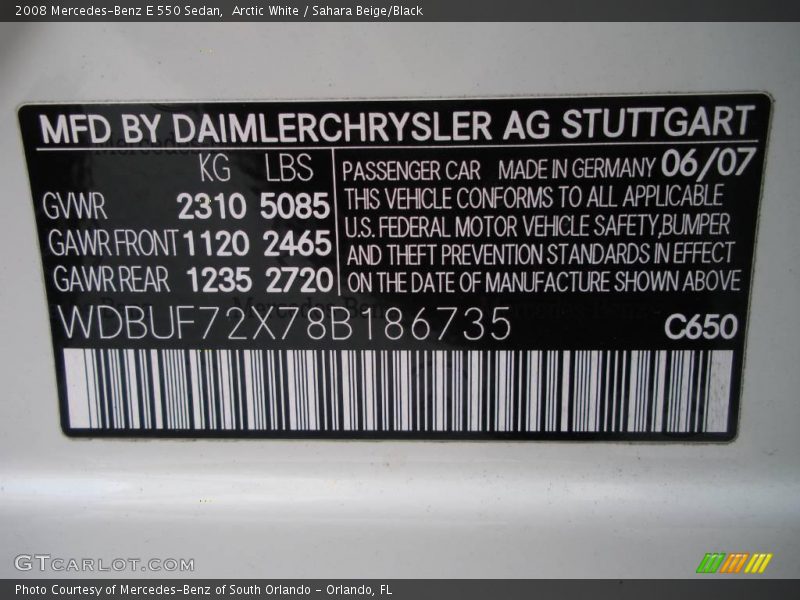 2008 Mercedes-Benz E 550 Sedan,  Arctic White / Sahara Beige/Black
MFD BY DAIMLERCHRYSLER AG STUTTGART
KG LBS
GVWR 2310 5085
GAWR FRONT 1120 2465
GAWR REAR 1235 2720
PASSENGER CAR MADE IN GERMANY 06/07
THIS VEHICLE CONFORMS TO ALL APPLICABLE
U.S. FEDERAL MOTOR VEHICLE SAFETY,BUMPER
AND THEFT PREVENTION STANDARDS IN EFFECT
ON THE DATE OF MANUFACTURE SHOWN ABOVE
WDBUF72X78B186735 C650
GTCARLOT.COM
Photo Courtesy of Mercedes-Benz of South Orlando - Orlando, FL